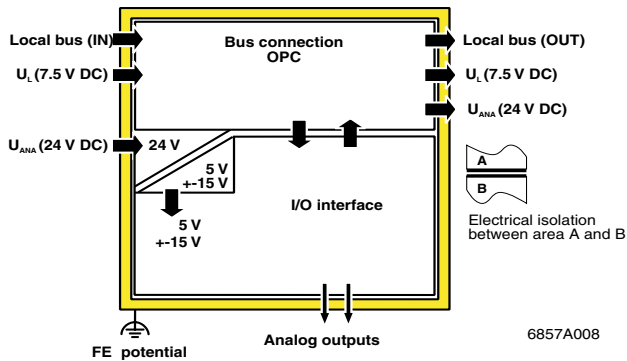 Local bus (IN)
Bus connection
OPC
Local bus (OUT)
UL (7.5 V DC)
UL (7.5 V DC)
UANA (24 V DC)
UANA (24 V DC)
24 V
5 V
+-15 V
I/O interface
5 V
+-15 V
A
B
Electrical isolation
between area A and B
Analog outputs
FE potential
6857A008